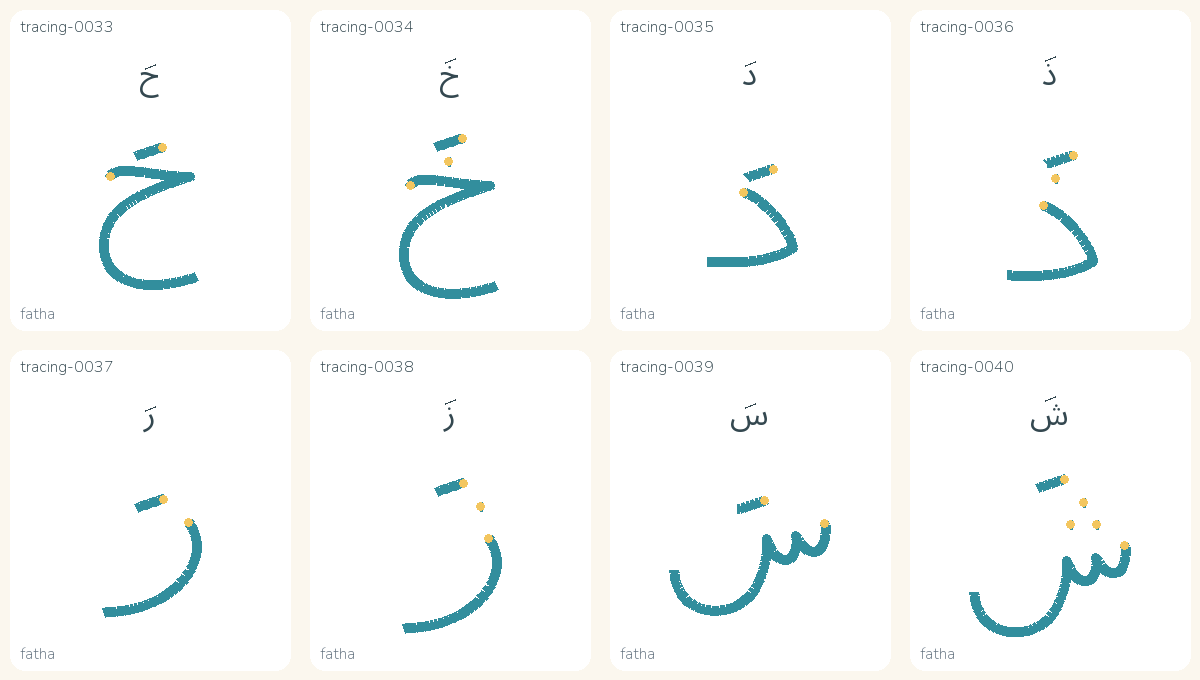 tracing-0033
حَ
fatha
tracing-0034
خَ
fatha
tracing-0035
دَ
fatha
tracing-0036
ذَ
fatha
tracing-0037
رَ
fatha
tracing-0038
زَ
fatha
tracing-0039
سَ
fatha
tracing-0040
شَ
fatha